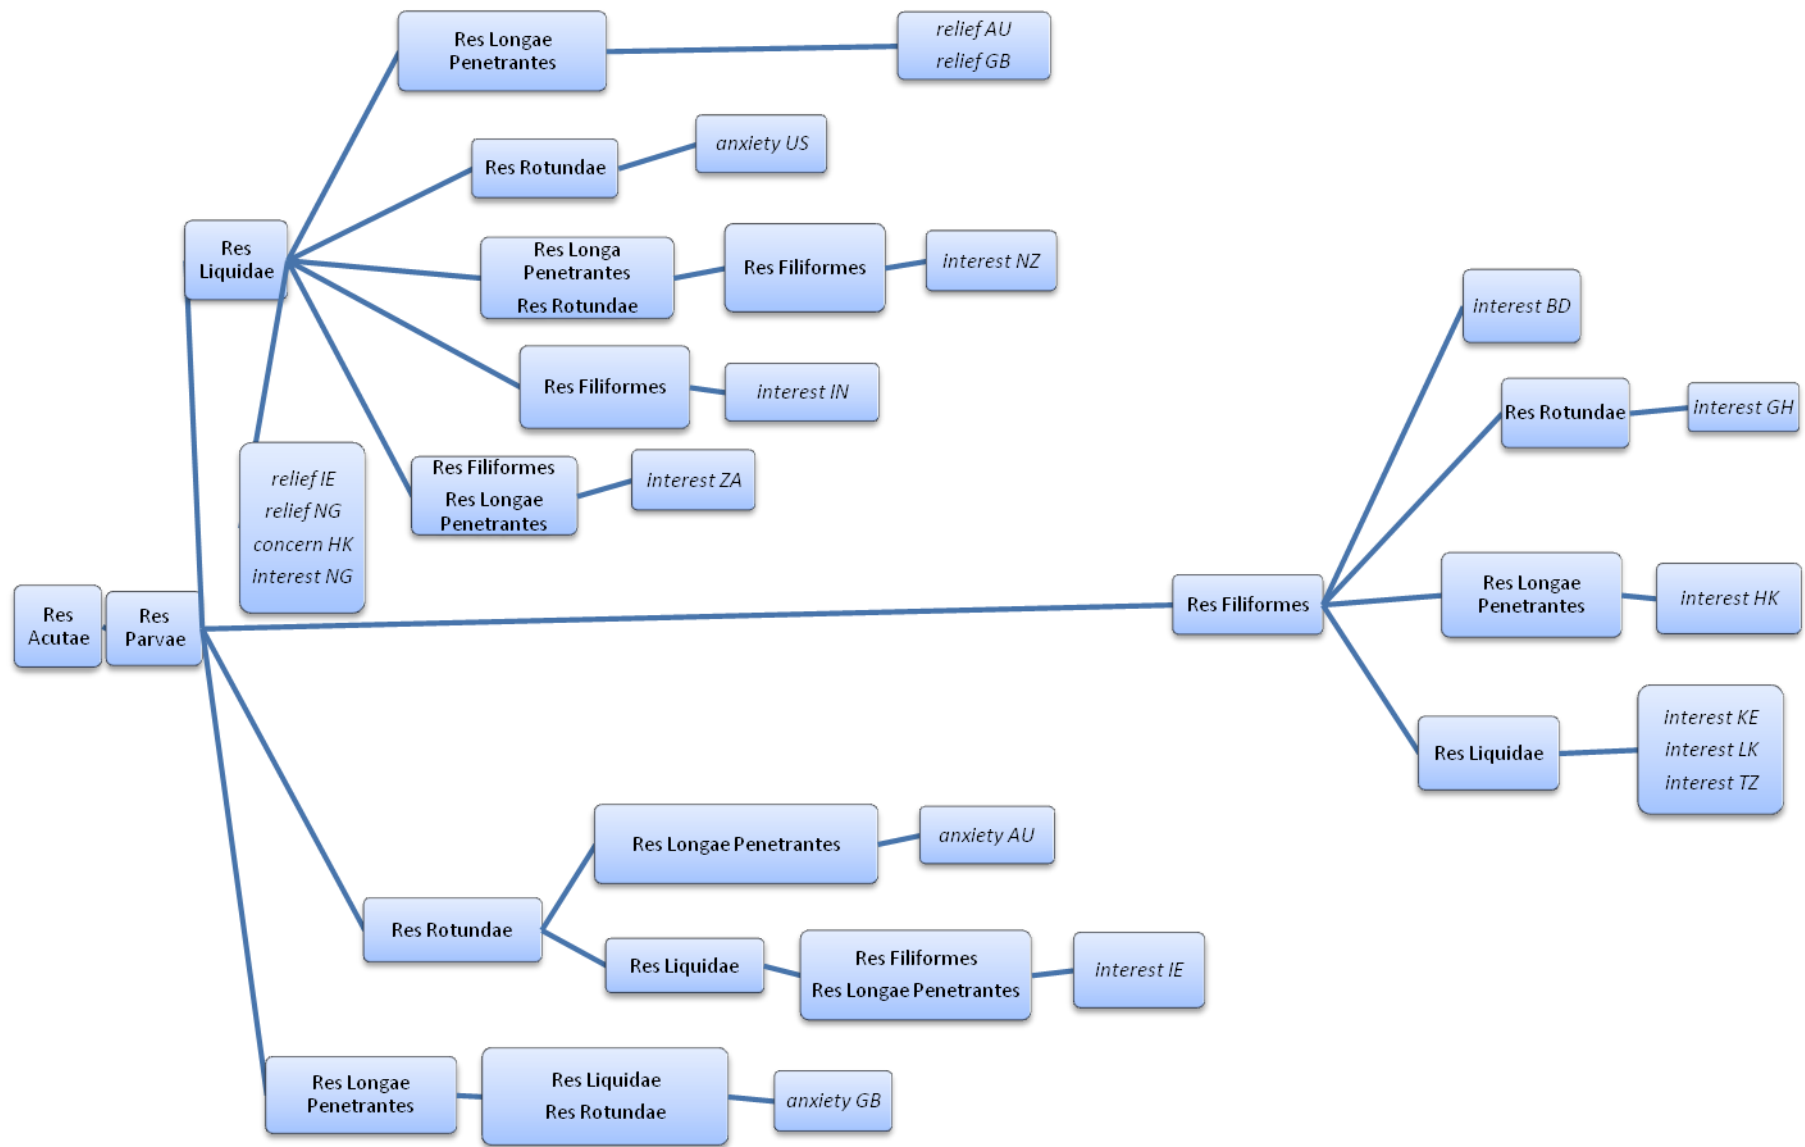 Res Longae
Penetrantes
relief AU
relief GB
Res Rotundae
anxiety US
Res
Liquidae
Res Longa
Penetrantes
Res Rotundae
Res Filiformes
interest NZ
Res Filiformes
interest IN
Res Filiformes
Res Longae
Penetrantes
interest ZA
relief IE
relief NG
concern HK
interest NG
Res
Acutae
Res
Parvae
Res Filiformes
interest BD
Res Rotundae
interest GH
Res Longae
Penetrantes
interest HK
Res Liquidae
interest KE
interest LK
interest TZ
Res Rotundae
Res Longae Penetrantes
anxiety AU
Res Liquidae
Res Filiformes
Res Longae Penetrantes
interest IE
Res Longae
Penetrantes
Res Liquidae
Res Rotundae
anxiety GB